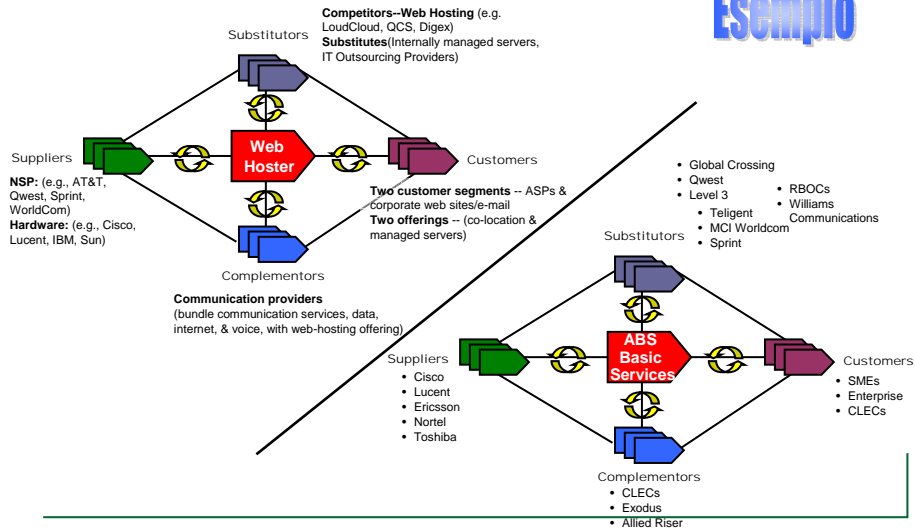 Esempio
Competitors--Web Hosting (e.g.
LoudCloud, QCS, Digex)
Substitutes(Internally managed servers,
IT Outsourcing Providers)
Substitutors
Web
Hoster
Suppliers
NSP: (e.g., AT&T,
Qwest, Sprint,
WorldCom)
Hardware: (e.g., Cisco,
Lucent, IBM, Sun)
Customers
Two customer segments -- ASPs &
corporate web sites/e-mail
Two offerings -- (co-location &
managed servers)
Complementors
Communication providers
(bundle communication services, data,
internet, & voice, with web-hosting offering)
• Global Crossing
• Qwest
• Level 3
• Teligent
• MCI Worldcom
• Sprint
• RBOCs
• Williams
Communications
Substitutors
ABS
Basic
Services
Suppliers
• Cisco
• Lucent
• Ericsson
• Nortel
• Toshiba
Customers
• SMEs
• Enterprise
• CLECs
Complementors
• CLECs
• Exodus
• Allied Riser